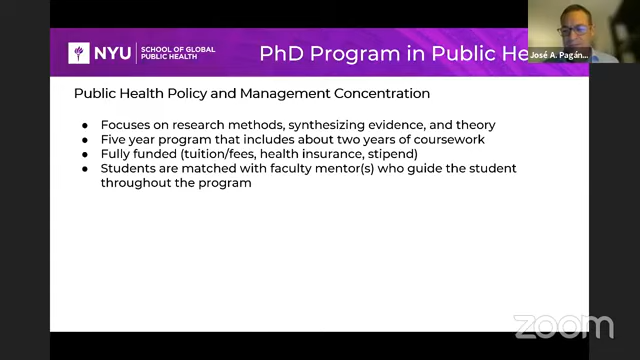 NYU
SCHOOL OF GLOBAL
PUBLIC HEALTH
PhD Program in Public He
José A. Pagán...
Public Health Policy and Management Concentration
● Focuses on research methods, synthesizing evidence, and theory
● Five year program that includes about two years of coursework
● Fully funded (tuition/fees, health insurance, stipend)
● Students are matched with faculty mentor(s) who guide the student
throughout the program
zoom